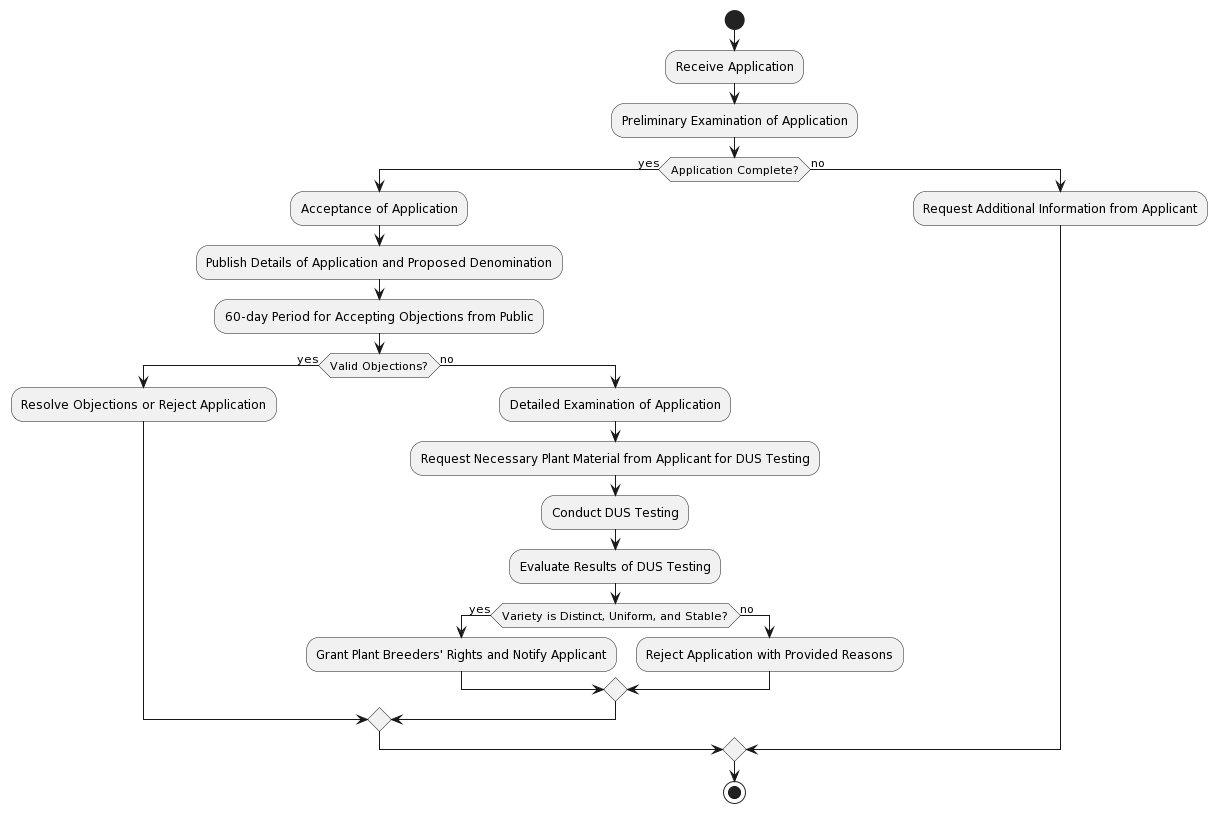 Receive Application
Preliminary Examination of Application
yes
Application Complete?
no
Acceptance of Application
Request Additional Information from Applicant
Publish Details of Application and Proposed Denomination
60-day Period for Accepting Objections from Public
yes
Valid Objections?
no
Resolve Objections or Reject Application
Detailed Examination of Application
Request Necessary Plant Material from Applicant for DUS Testing
Conduct DUS Testing
Evaluate Results of DUS Testing
yes
Variety is Distinct, Uniform, and Stable?
no
Grant Plant Breeders' Rights and Notify Applicant
Reject Application with Provided Reasons